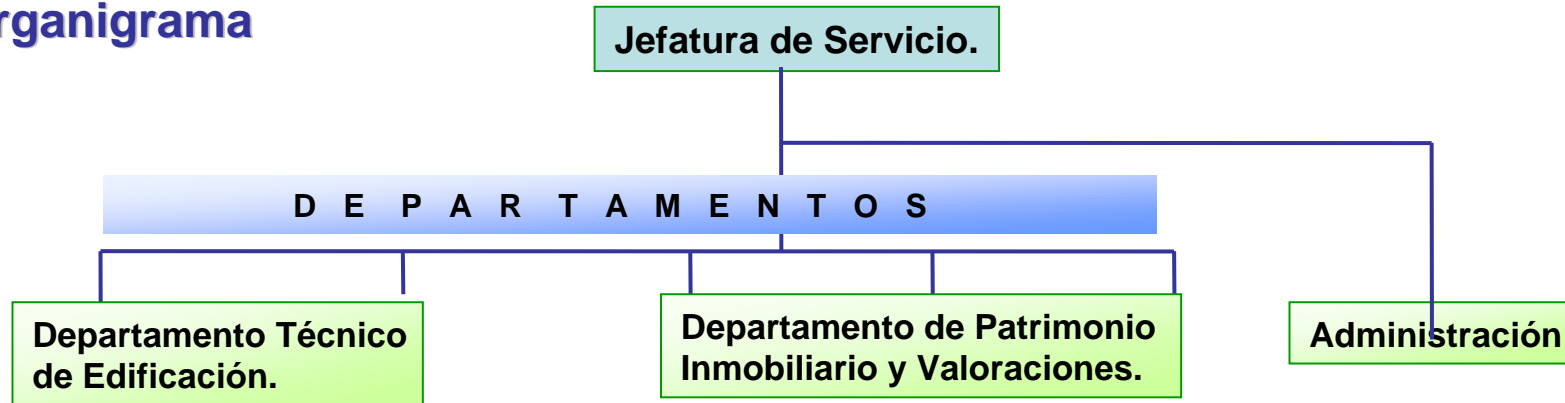 rganigrama
Jefatura de Servicio.
D E P A R T A M E N T O S
Departamento Técnico
de Edificación.
Departamento de Patrimonio
Inmobiliario y Valoraciones.
Administración